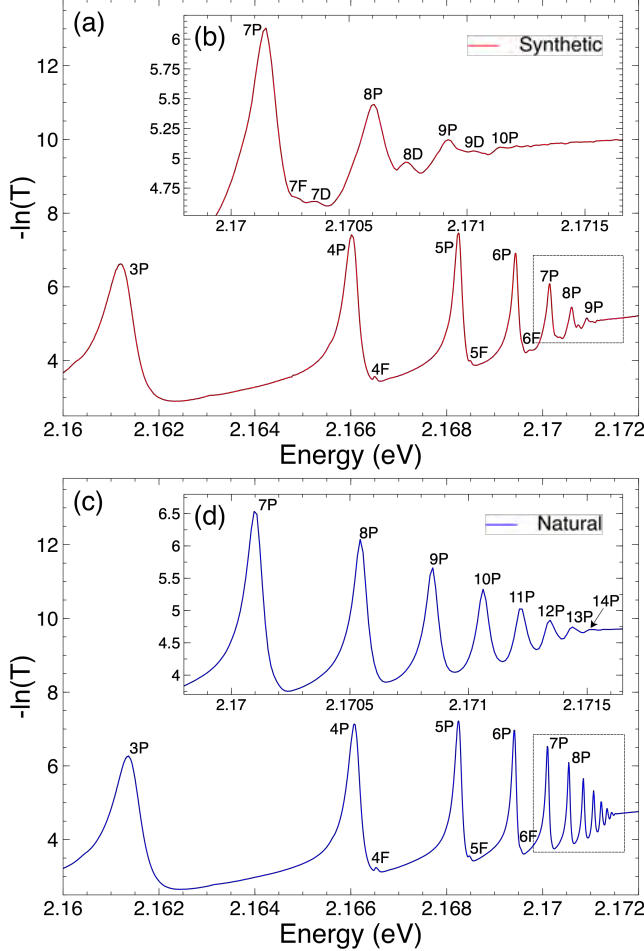 (a)
(b)
Synthetic
7P
8P
9P
10P
7F
7D
8D
9D
6
5.75
5.5
5.25
5
4.75
2.17
2.1705
2.171
2.1715
12
10
8
6
4
-ln(T)
3P
4P
5P
6P
7P
8P
9P
4F
5F
6F
2.16
2.162
2.164
2.166
2.168
2.17
2.172
Energy (eV)
(c)
(d)
Natural
7P
8P
9P
10P
11P
12P
13P
14P
6.5
6
5.5
5
4.5
4
2.17
2.1705
2.171
2.1715
12
10
8
6
4
-ln(T)
3P
4P
5P
6P
7P
8P
4F
5F
6F
2.16
2.162
2.164
2.166
2.168
2.17
2.172
Energy (eV)